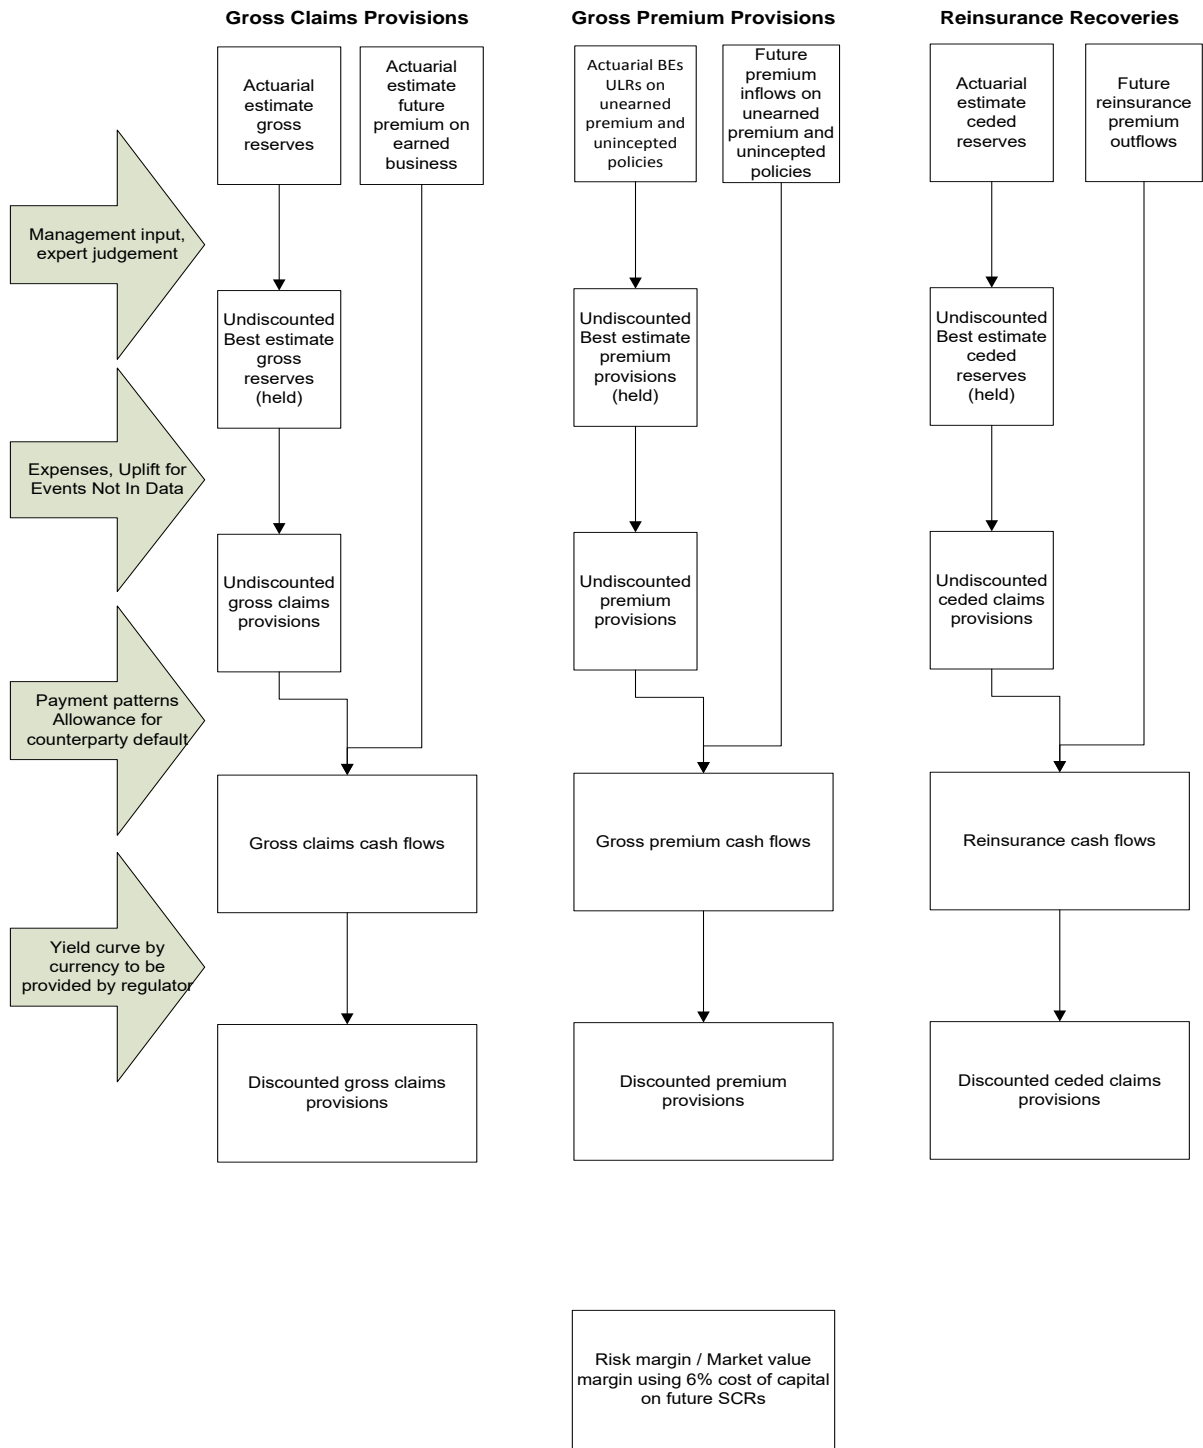 Gross Claims Provisions
Gross Premium Provisions
Reinsurance Recoveries
Actuarial
estimate
gross
reserves
Actuarial
estimate
future
premium on
earned
business
Actuarial BEs
ULRs on
unearned
premium and
unincepted
policies
Future
premium
inflows on
unearned
premium and
unincepted
policies
Actuarial
estimate
ceded
reserves
Future
reinsurance
premium
outflows
Management input,
expert judgement
Undiscounted
Best estimate
gross
reserves
(held)
Undiscounted
Best estimate
premium
provisions
(held)
Undiscounted
Best estimate
ceded
reserves
(held)
Expenses, Uplift for
Events Not In Data
Undiscounted
gross claims
provisions
Undiscounted
premium
provisions
Undiscounted
ceded claims
provisions
Payment patterns
Allowance for
counterparty default
Gross claims cash flows
Gross premium cash flows
Reinsurance cash flows
Yield curve by
currency to be
provided by regulator
Discounted gross claims
provisions
Discounted premium
provisions
Discounted ceded claims
provisions
Risk margin / Market value
margin using 6% cost of capital
on future SCRs